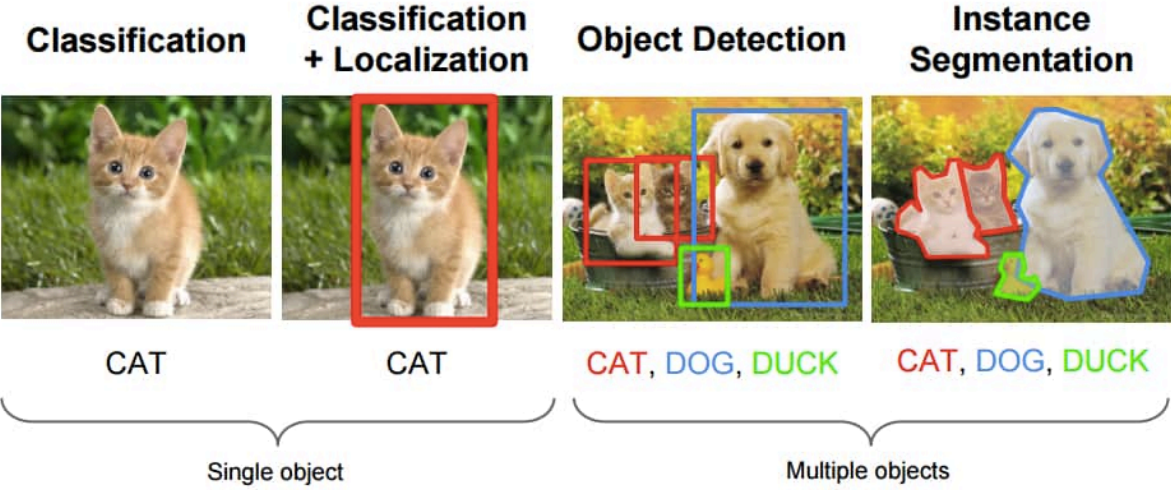 Classification
Classification
+ Localization
Object Detection
Instance
Segmentation
CAT
CAT
CAT, DOG, DUCK
CAT, DOG, DUCK
Single object
Multiple objects